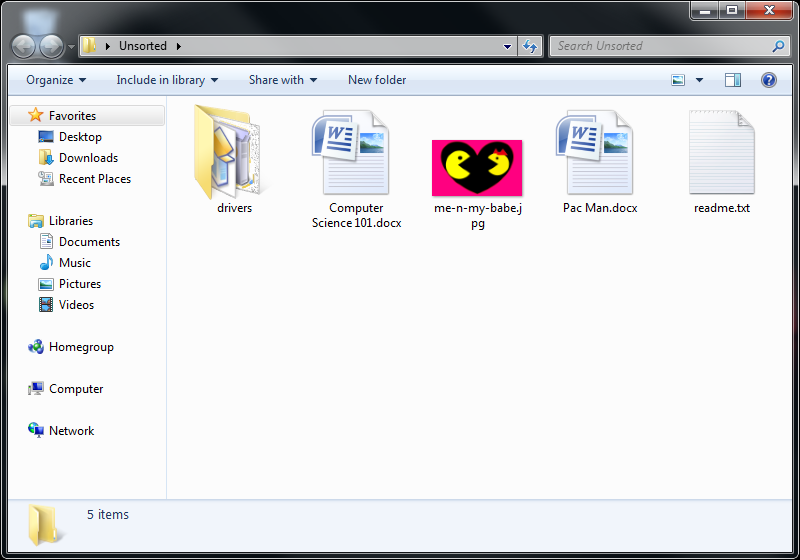 Unsorted
Search Unsorted
Organize
Include in library
Share with
New folder
Favorites
Desktop
Downloads
Recent Places
Libraries
Documents
Music
Pictures
Videos
Homegroup
Computer
Network
drivers
Computer
Science 101.docx
me-n-my-babe.j
pg
Pac Man.docx
readme.txt
5 items